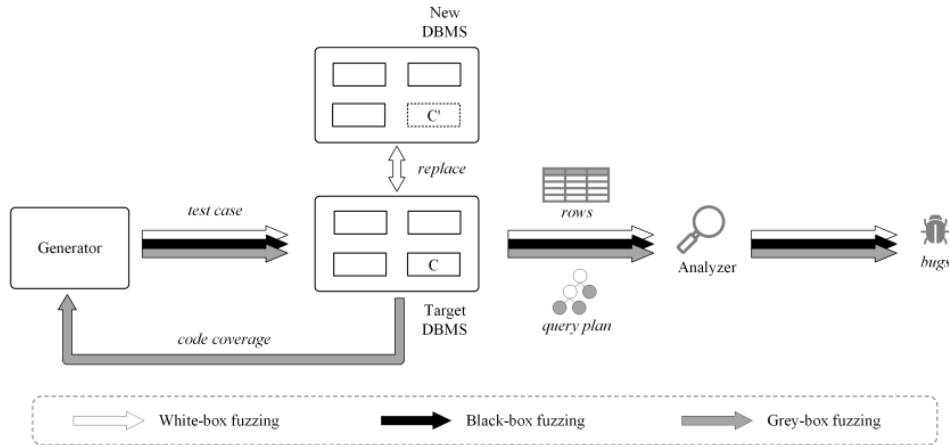 New
DBMS
C'
replace
test case
rows
Generator
C
Analyzer
bugs
Target
DBMS
query plan
code coverage
White-box fuzzing
Black-box fuzzing
Grey-box fuzzing